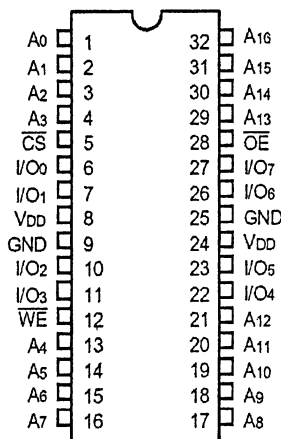 A0 1 32 A16
A1 2 31 A15
A2 3 30 A14
A3 4 29 A13
C̅S̅ 5 28 O̅E̅
I/O0 6 27 I/O7
I/O1 7 26 I/O6
VDD 8 25 GND
GND 9 24 VDD
I/O2 10 23 I/O5
I/O3 11 22 I/O4
W̅E̅ 12 21 A12
A4 13 20 A11
A5 14 19 A10
A6 15 18 A9
A7 16 17 A8